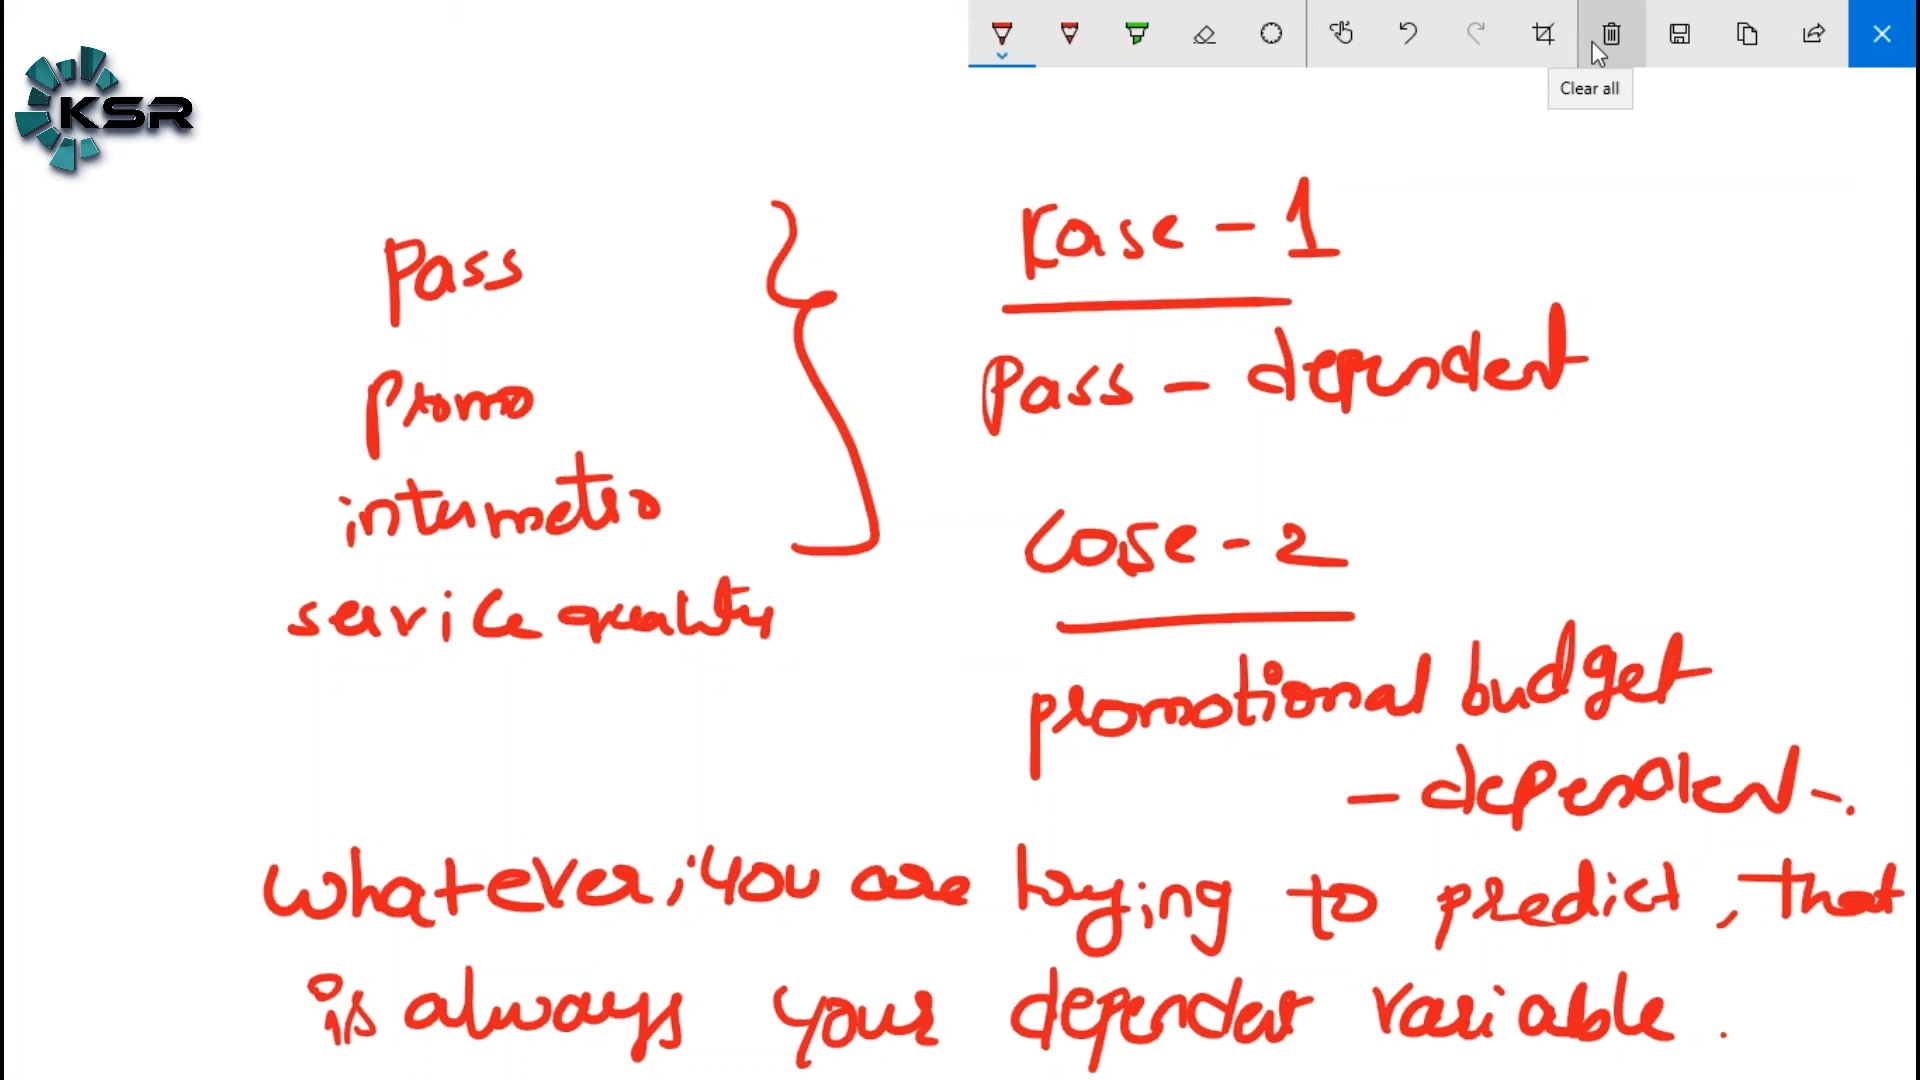 KSR
Clear all
Pass
Promo
intermetro
service quality
Kase - 1
Pass - dependent
Case - 2
promotional budget
- dependent.
whatever, you are trying to predict, that
is always your dependent variable.